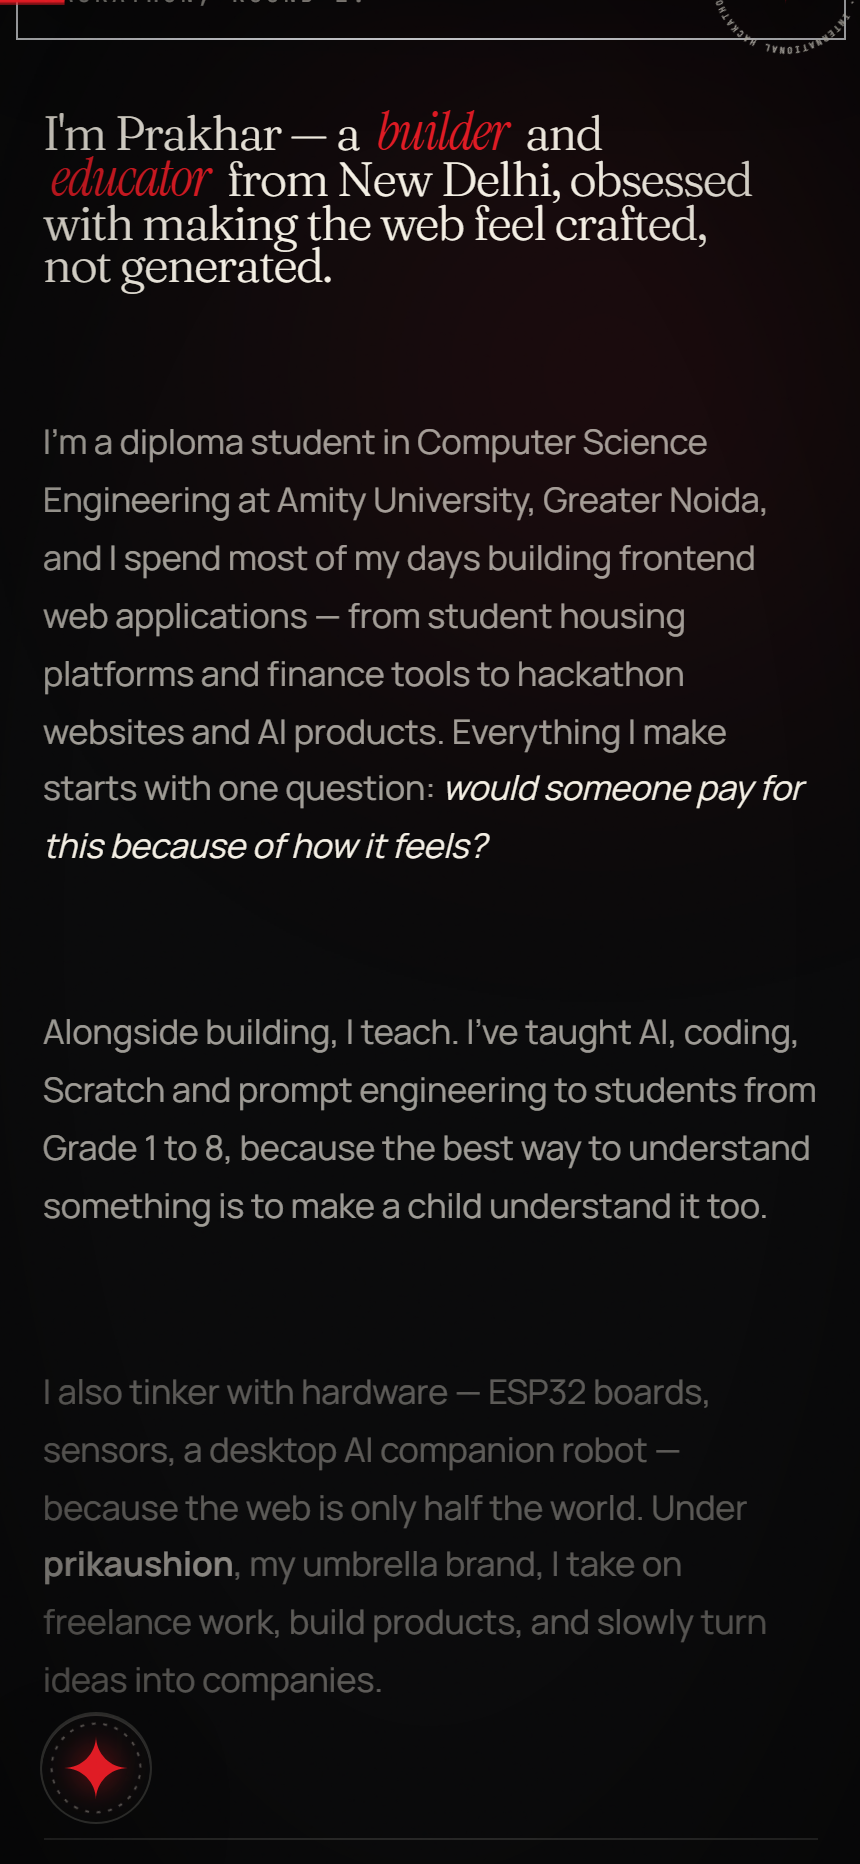 INTERNATIONAL
I'm Prakhar — a builder and
educator from New Delhi, obsessed
with making the web feel crafted,
not generated.
I'm a diploma student in Computer Science
Engineering at Amity University, Greater Noida,
and I spend most of my days building frontend
web applications — from student housing
platforms and finance tools to hackathon
websites and AI products. Everything I make
starts with one question: would someone pay for
this because of how it feels?
Alongside building, I teach. I've taught AI, coding,
Scratch and prompt engineering to students from
Grade 1 to 8, because the best way to understand
something is to make a child understand it too.
I also tinker with hardware — ESP32 boards,
sensors, a desktop AI companion robot —
because the web is only half the world. Under
prikaushion, my umbrella brand, I take on
freelance work, build products, and slowly turn
ideas into companies.